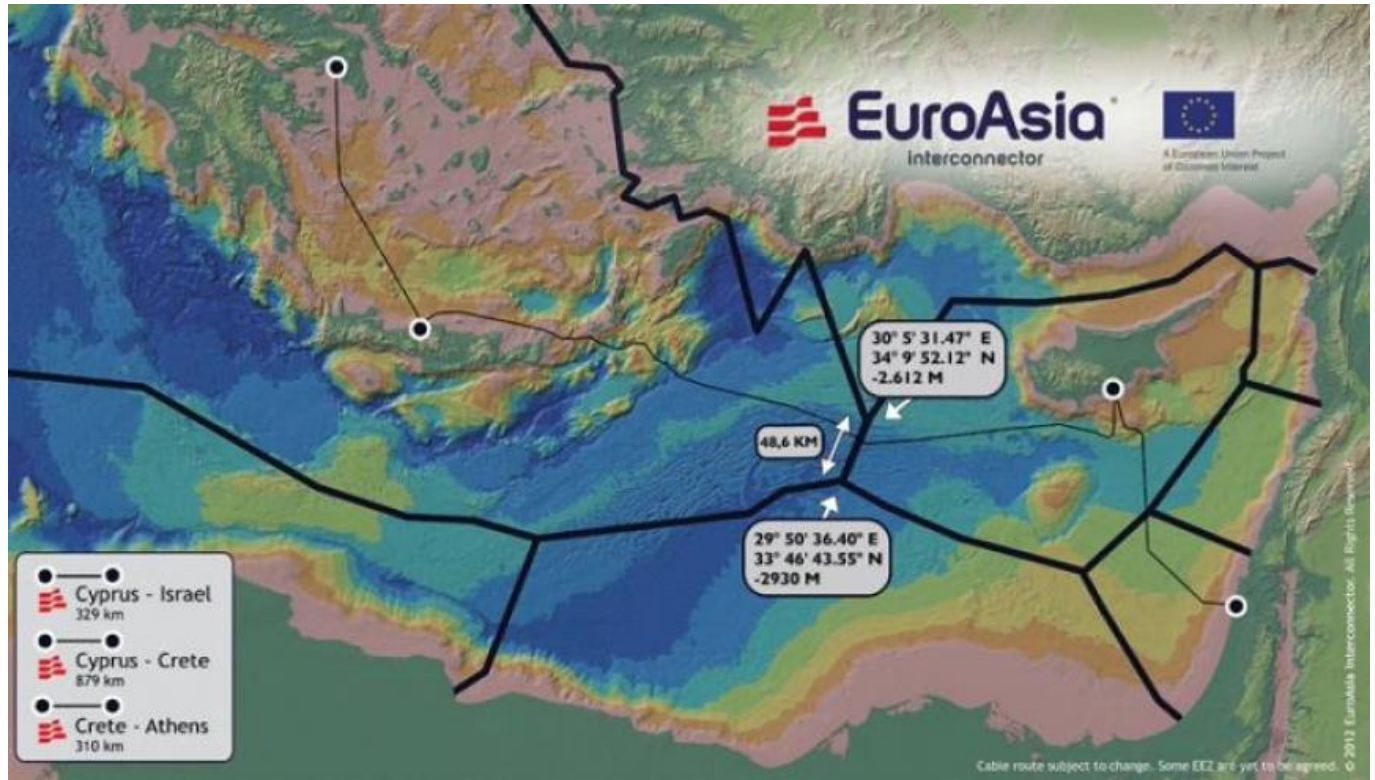 EuroAsia
interconnector
A European Union Project
of Common Interest
30° 5' 31.47" E
34° 9' 52.12" N
-2.612 M
48,6 KM
29° 50' 36.40" E
33° 46' 43.55" N
-2930 M
Cyprus - Israel
329 km
Cyprus - Crete
879 km
Crete - Athens
310 km
Cable route subject to change. Some EEZ are yet to be agreed.
© 2012 EuroAsia Interconnector. All Rights Reserved